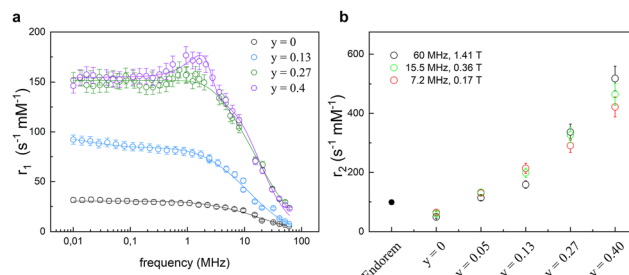 a
200
150
100
50
0
r1 (s-1 mM-1)
y = 0
y = 0.13
y = 0.27
y = 0.4
0,01 0,1 1 10 100
frequency (MHz)
b
600
400
200
0
r2 (s-1 mM-1)
60 MHz, 1.41 T
15.5 MHz, 0.36 T
7.2 MHz, 0.17 T
Endorem
y = 0
y = 0.05
y = 0.13
y = 0.27
y = 0.40